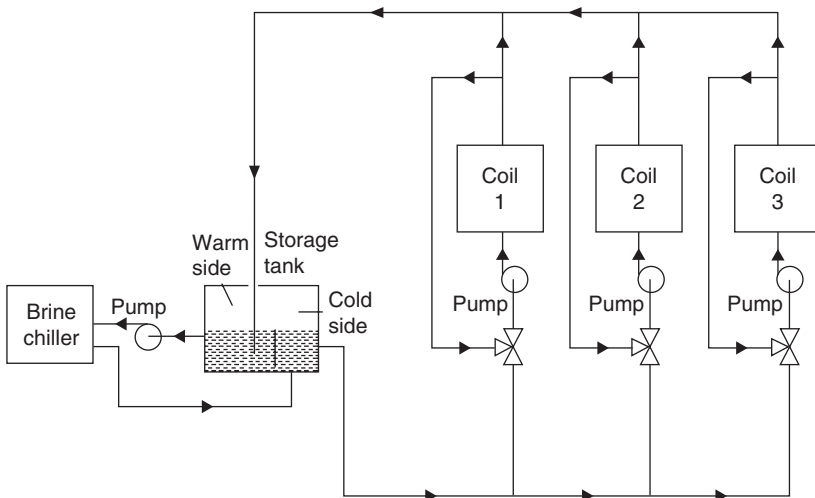 Coil
1
Coil
2
Coil
3
Warm
side
Storage
tank
Pump
Pump
Pump
Pump
Cold
side
Brine
chiller